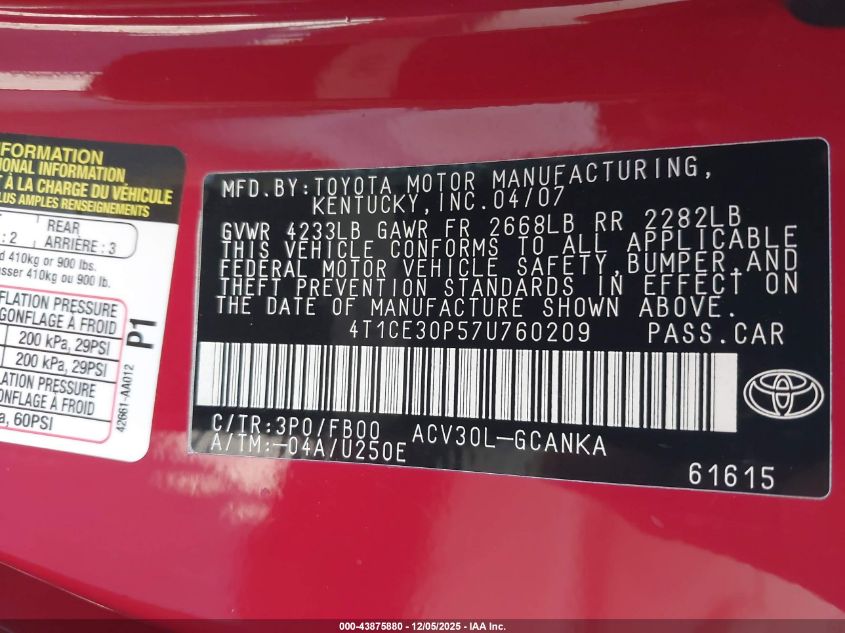 INFORMATION
IONAL INFORMATION
À LA CHARGE DU VÉHICULE
PLUS AMPLES RENSEIGNEMENTS
REAR
: 2 ARRIÈRE : 3
410kg or 900 lbs.
410kg ou 900 lb.
FLATION PRESSURE
GONFLAGE À FROID
200 kPa, 29PSI
200 kPa, 29PSI
FLATION PRESSURE
GONFLAGE À FROID
a, 60PSI
42661-AA012
P1
MFD.BY:TOYOTA MOTOR MANUFACTURING,
KENTUCKY,INC.04/07
GVWR 4233LB GAWR FR 2668LB RR 2282LB
THIS VEHICLE CONFORMS TO ALL APPLICABLE
FEDERAL MOTOR VEHICLE SAFETY,BUMPER,AND
THEFT PREVENTION STANDARDS IN EFFECT ON
THE DATE OF MANUFACTURE SHOWN ABOVE.
4T1CE30P57U760209 PASS.CAR
C/TR:3P0/FB00 ACV30L-GCANKA
A/TM:-04A/U250E
61615
000-43875880 - 12/05/2025 - IAA Inc.